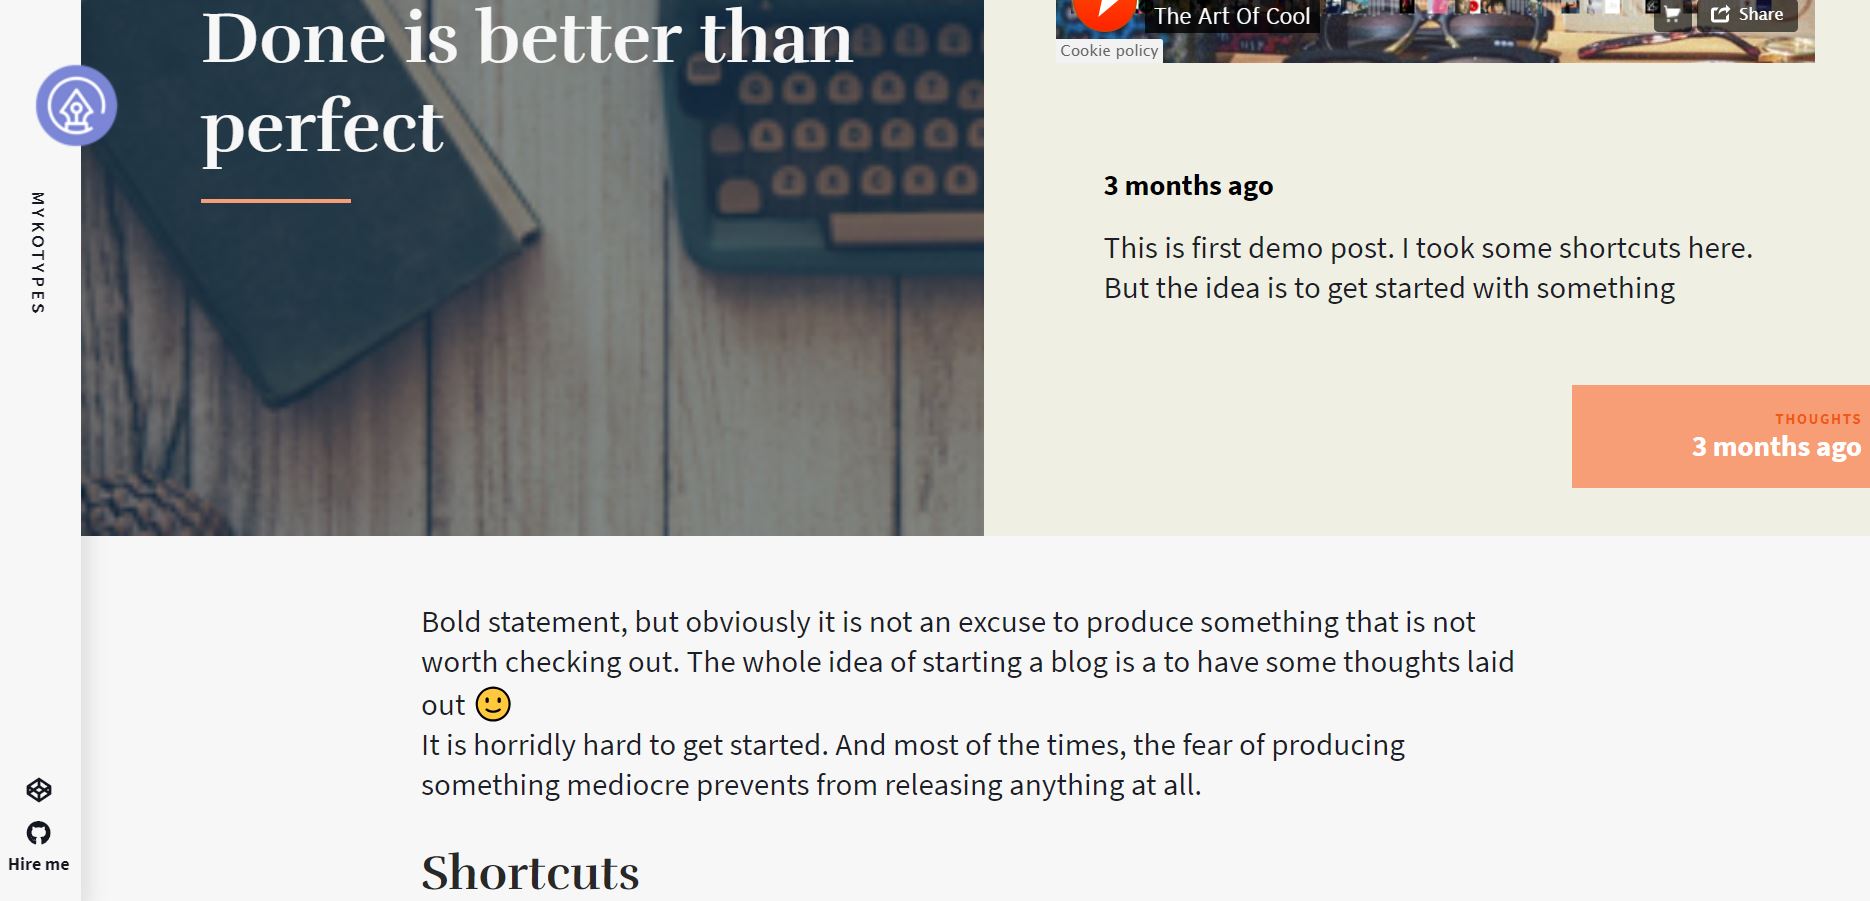 Done is better than
perfect
MYKOTYPES
The Art Of Cool
Share
Cookie policy
3 months ago
This is first demo post. I took some shortcuts here.
But the idea is to get started with something
THOUGHTS
3 months ago
Bold statement, but obviously it is not an excuse to produce something that is not
worth checking out. The whole idea of starting a blog is a to have some thoughts laid
out 🙂
It is horridly hard to get started. And most of the times, the fear of producing
something mediocre prevents from releasing anything at all.
Hire me
Shortcuts